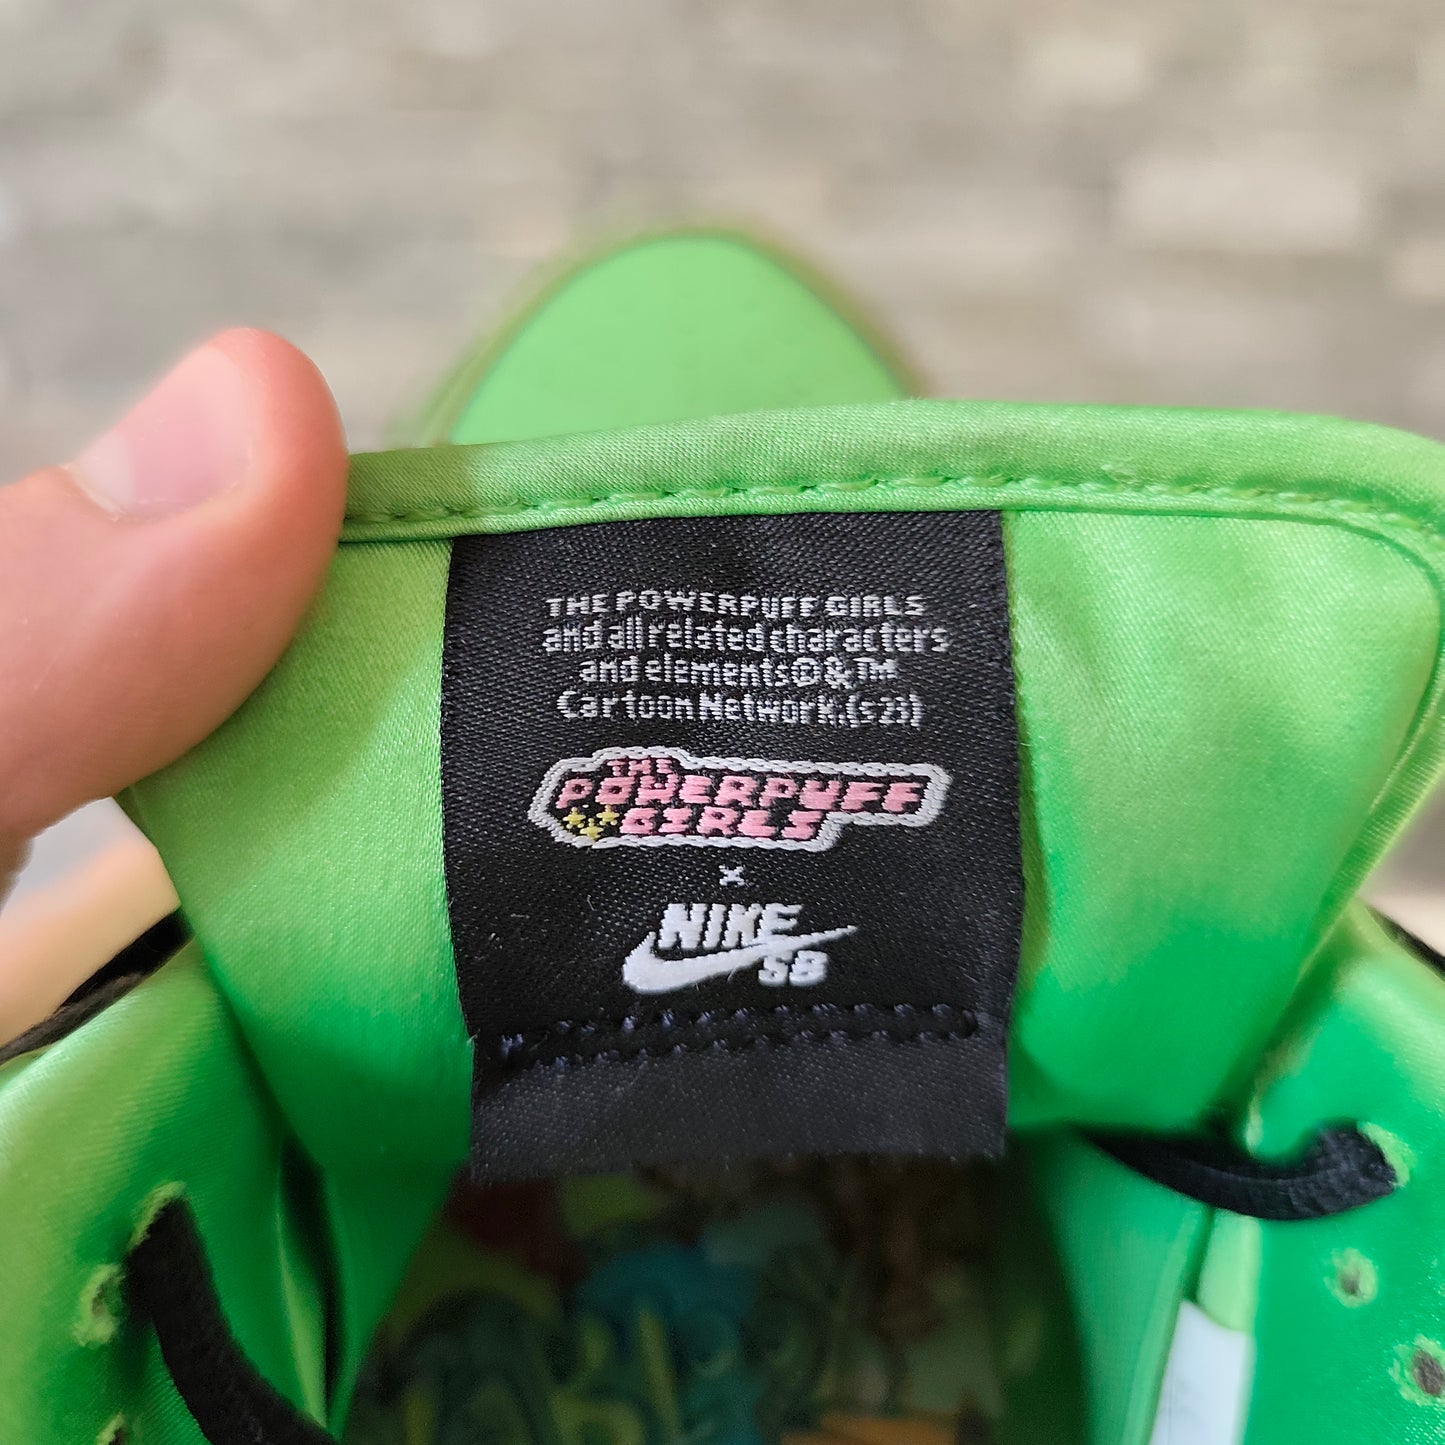 THE POWERPUFF GIRLS
and all related characters
and elements®&™
Cartoon Network.(s23)
THE
POWERPUFF
GIRLS
x
NIKE
SB